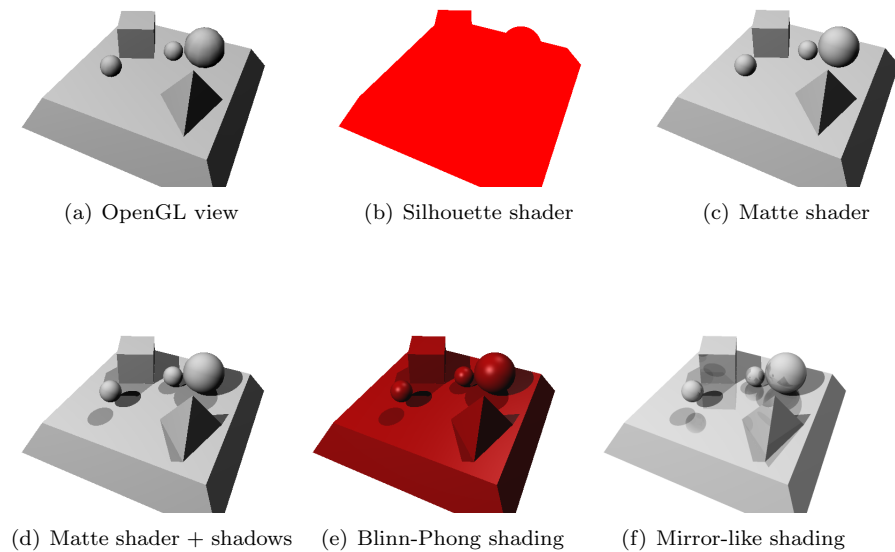 (a) OpenGL view
(b) Silhouette shader
(c) Matte shader
(d) Matte shader + shadows
(e) Blinn-Phong shading
(f) Mirror-like shading